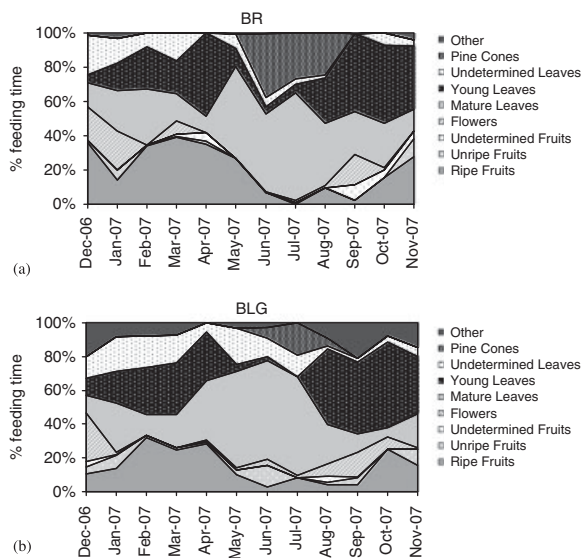 BR
(a)
% feeding time
100%
80%
60%
40%
20%
0%
Dec-06
Jan-07
Feb-07
Mar-07
Apr-07
May-07
Jun-07
Jul-07
Aug-07
Sep-07
Oct-07
Nov-07
Other
Pine Cones
Undetermined Leaves
Young Leaves
Mature Leaves
Flowers
Undetermined Fruits
Unripe Fruits
Ripe Fruits
BLG
(b)
% feeding time
100%
80%
60%
40%
20%
0%
Dec-06
Jan-07
Feb-07
Mar-07
Apr-07
May-07
Jun-07
Jul-07
Aug-07
Sep-07
Oct-07
Nov-07
Other
Pine Cones
Undetermined Leaves
Young Leaves
Mature Leaves
Flowers
Undetermined Fruits
Unripe Fruits
Ripe Fruits